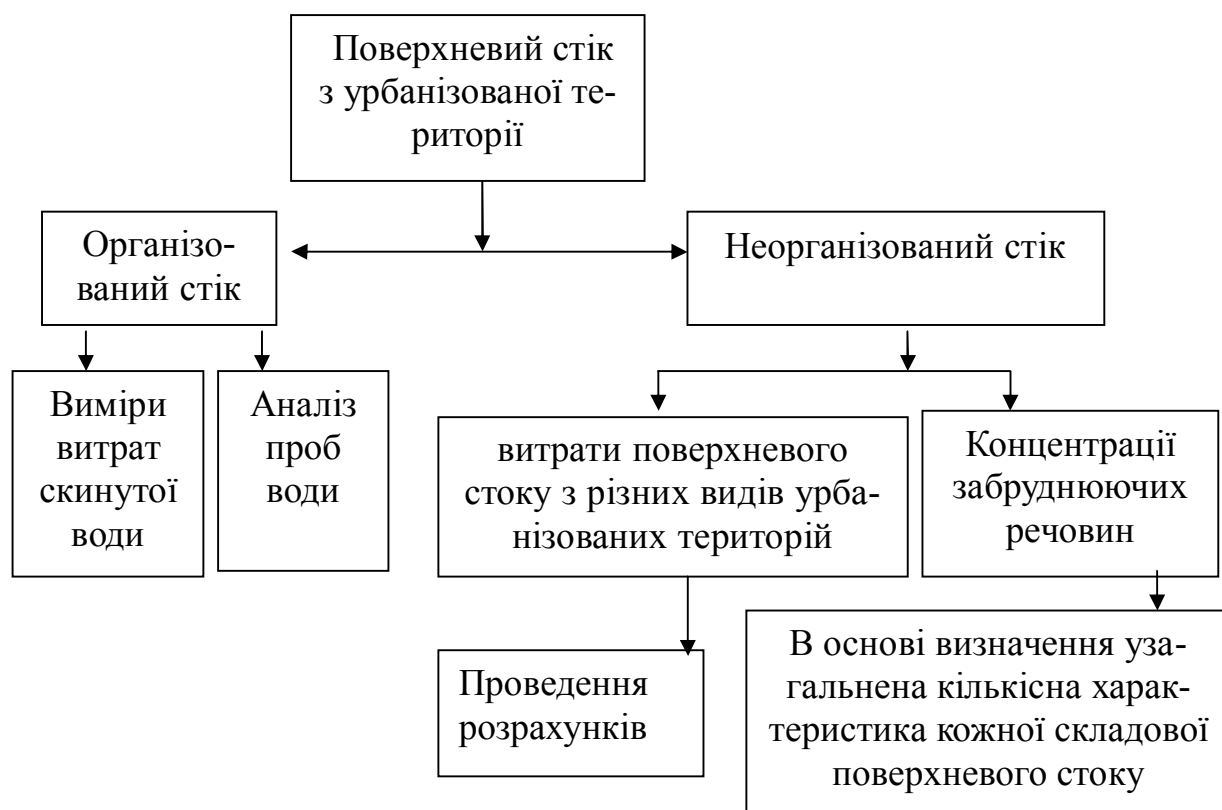 Поверхневий стік
з урбанізованої те-
риторії
Організо-
ваний стік
Неорганізований стік
Виміри
витрат
скинутої
води
Аналіз
проб
води
витрати поверхневого
стоку з різних видів урба-
нізованих територій
Концентрації
забруднюючих
речовин
Проведення
розрахунків
В основі визначення уза-
гальнена кількісна харак-
теристика кожної складової
поверхневого стоку